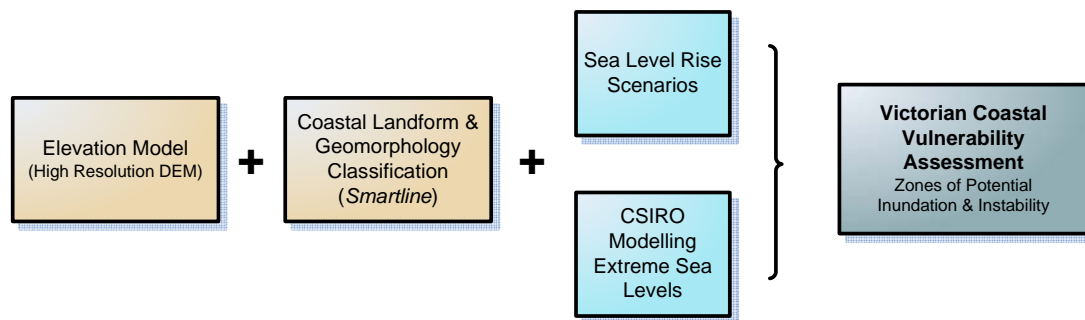 Elevation Model
(High Resolution DEM)
+
Coastal Landform &
Geomorphology
Classification
(Smartline)
+
Sea Level Rise
Scenarios
CSIRO
Modelling
Extreme Sea
Levels
Victorian Coastal
Vulnerability
Assessment
Zones of Potential
Inundation & Instability